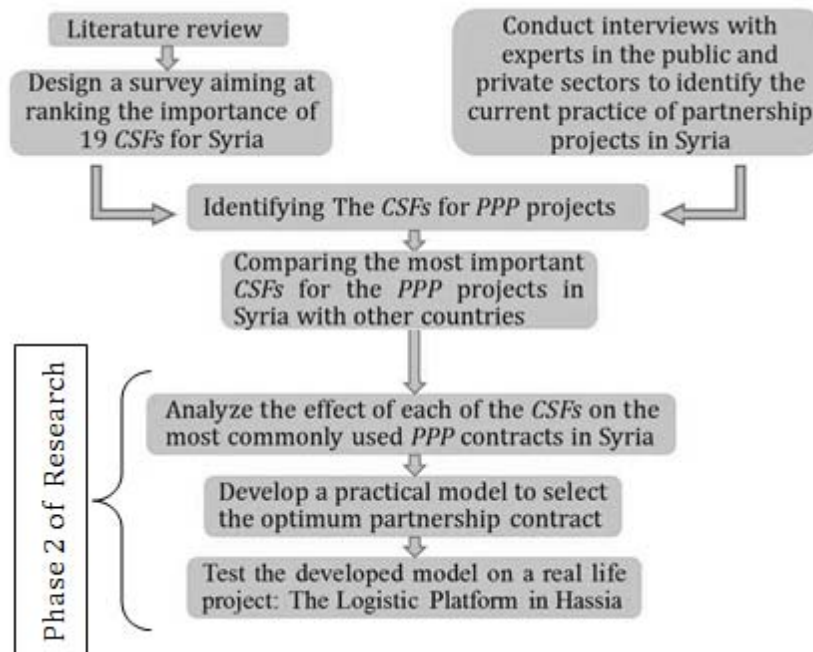 Literature review
Design a survey aiming at
ranking the importance of
19 CSFs for Syria
Conduct interviews with
experts in the public and
private sectors to identify the
current practice of partnership
projects in Syria
Identifying The CSFs for PPP projects
Comparing the most important
CSFs for the PPP projects in
Syria with other countries
Phase 2 of Research
Analyze the effect of each of the CSFs on the
most commonly used PPP contracts in Syria
Develop a practical model to select
the optimum partnership contract
Test the developed model on a real life
project: The Logistic Platform in Hassia